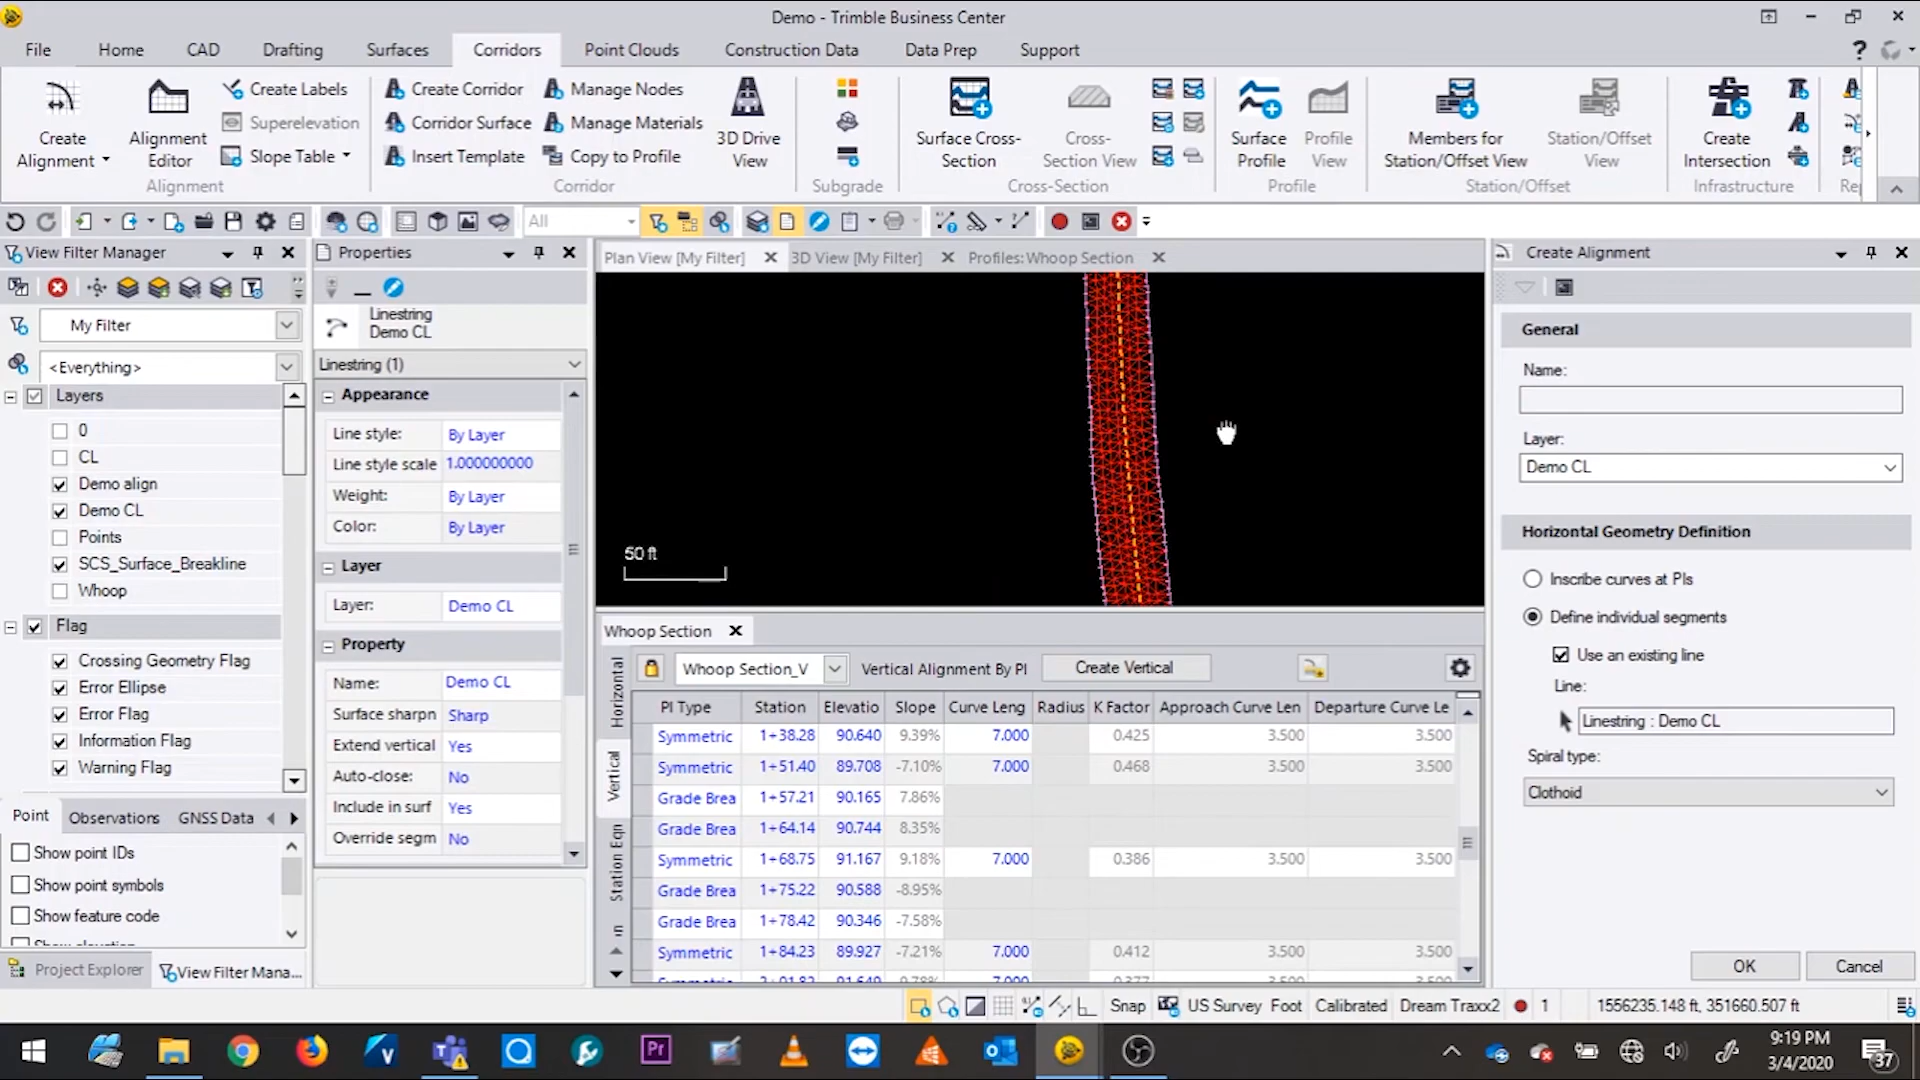 Demo - Trimble Business Center
File Home CAD Drafting Surfaces Corridors Point Clouds Construction Data Data Prep Support
Create Alignment
Alignment Editor
Create Labels
Superelevation
Slope Table
Alignment
Create Corridor
Corridor Surface
Insert Template
Manage Nodes
Manage Materials
Copy to Profile
3D Drive View
Corridor
Subgrade
Surface Cross-Section
Cross-Section View
Cross-Section
Surface Profile
Profile View
Profile
Members for Station/Offset View
Station/Offset View
Station/Offset
Create Intersection
Infrastructure
Rep
All
View Filter Manager
My Filter
<Everything>
Layers
0
CL
Demo align
Demo CL
Points
SCS_Surface_Breakline
Whoop
Flag
Crossing Geometry Flag
Error Ellipse
Error Flag
Information Flag
Warning Flag
Point Observations GNSS Data
Show point IDs
Show point symbols
Show feature code
Project Explorer View Filter Mana...
Properties
Linestring
Demo CL
Linestring (1)
Appearance
Line style: By Layer
Line style scale 1.000000000
Weight: By Layer
Color: By Layer
Layer
Layer: Demo CL
Property
Name: Demo CL
Surface sharpn Sharp
Extend vertical Yes
Auto-close: No
Include in surf Yes
Override segm No
Plan View [My Filter] 3D View [My Filter] Profiles: Whoop Section
50 ft
Whoop Section
Horizontal
Vertical
Station Eqn
Whoop Section_V Vertical Alignment By PI Create Vertical
PI Type Station Elevatio Slope Curve Leng Radius K Factor Approach Curve Len Departure Curve Le
Symmetric 1+38.28 90.640 9.39% 7.000 0.425 3.500 3.500
Symmetric 1+51.40 89.708 -7.10% 7.000 0.468 3.500 3.500
Grade Brea 1+57.21 90.165 7.86%
Grade Brea 1+64.14 90.744 8.35%
Symmetric 1+68.75 91.167 9.18% 7.000 0.386 3.500 3.500
Grade Brea 1+75.22 90.588 -8.95%
Grade Brea 1+78.42 90.346 -7.58%
Symmetric 1+84.23 89.927 -7.21% 7.000 0.412 3.500 3.500
Create Alignment
General
Name:
Layer:
Demo CL
Horizontal Geometry Definition
Inscribe curves at PIs
Define individual segments
Use an existing line
Line:
Linestring : Demo CL
Spiral type:
Clothoid
OK Cancel
Snap US Survey Foot Calibrated Dream Traxx2 1 1556235.148 ft, 351660.507 ft
Pr
9:19 PM
3/4/2020
37